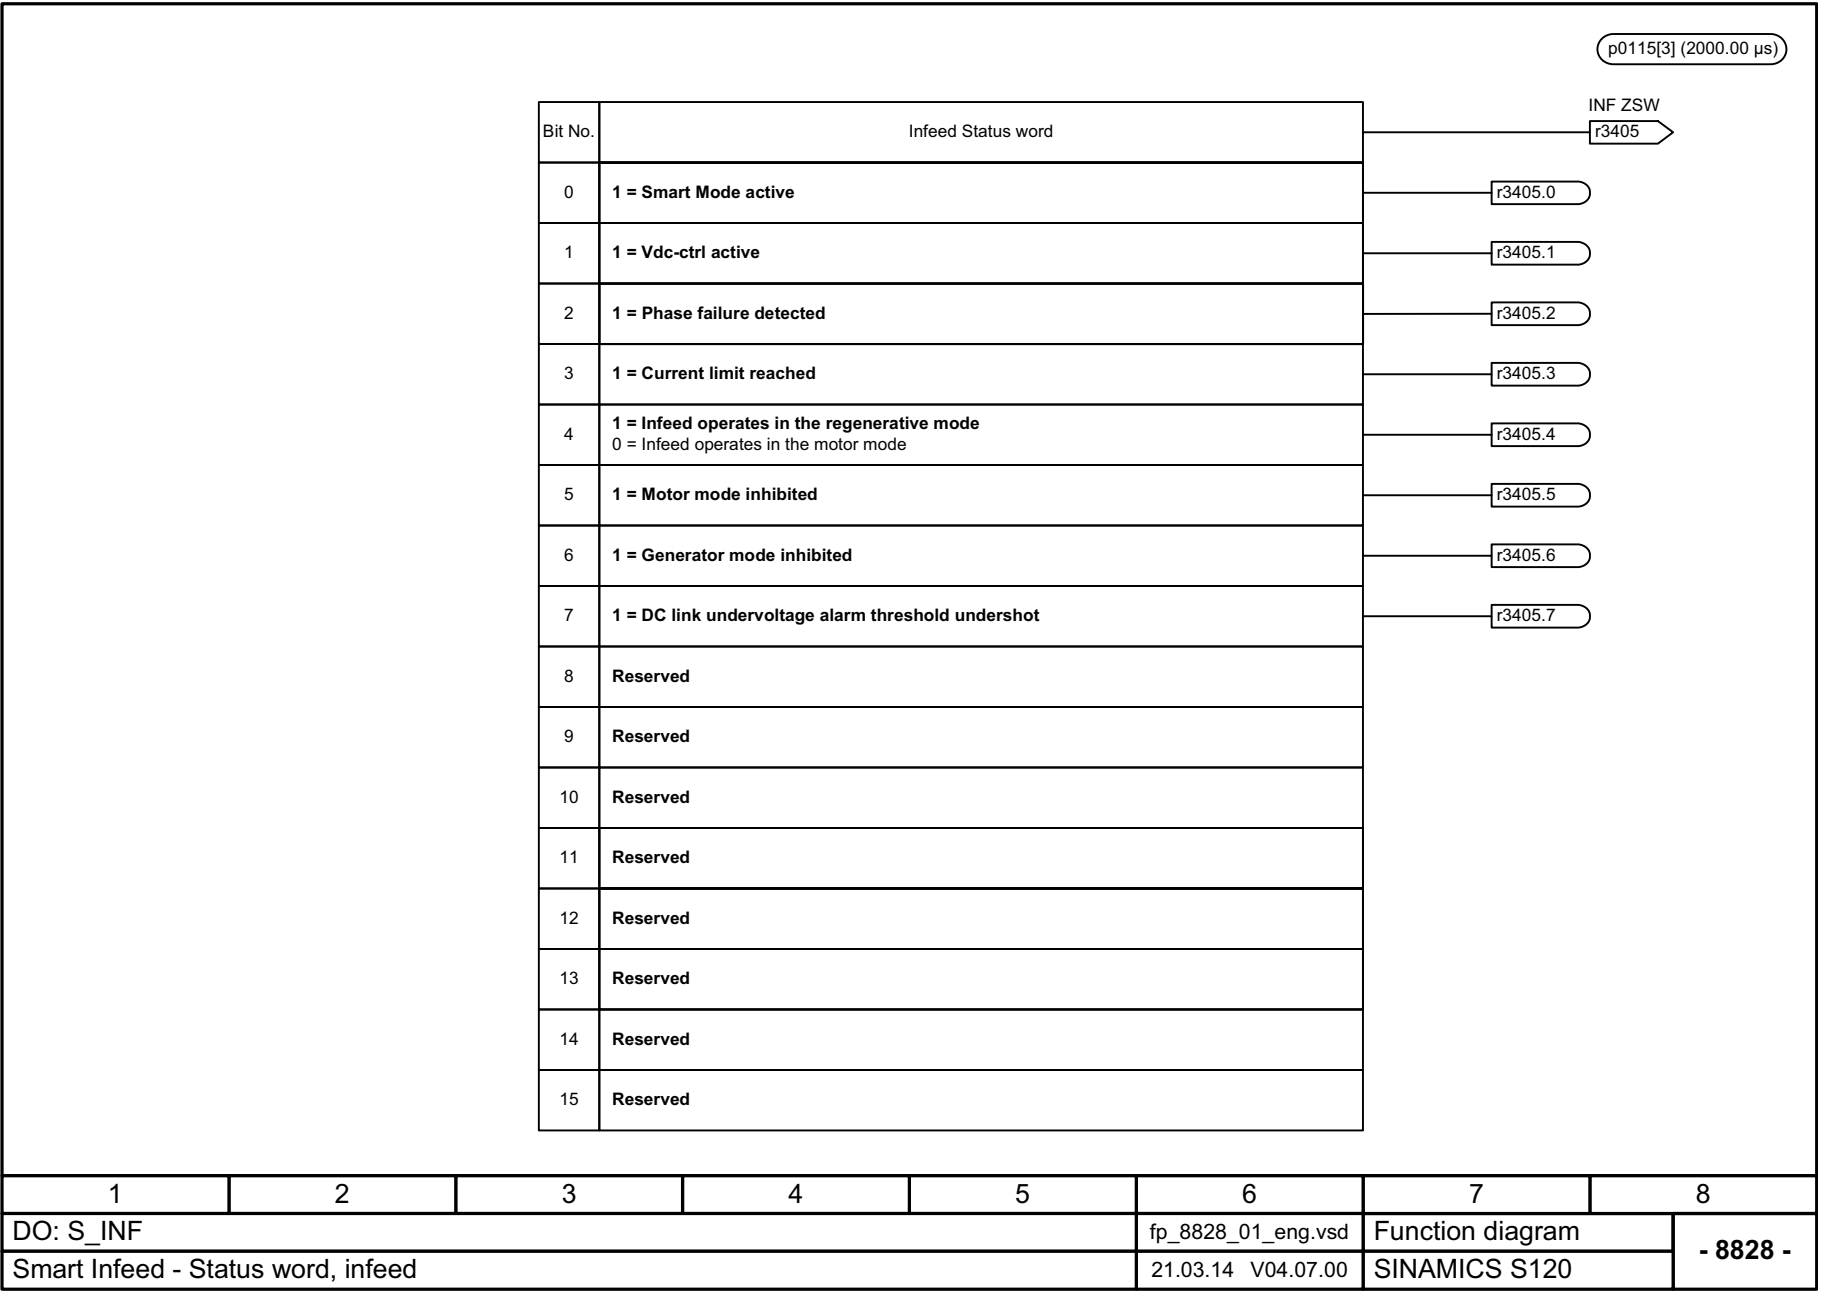 p0115[3] (2000.00 µs)
INF ZSW
Bit No. Infeed Status word r3405
0 1 = Smart Mode active r3405.0
1 1 = Vdc-ctrl active r3405.1
2 1 = Phase failure detected r3405.2
3 1 = Current limit reached r3405.3
4 1 = Infeed operates in the regenerative mode
0 = Infeed operates in the motor mode r3405.4
5 1 = Motor mode inhibited r3405.5
6 1 = Generator mode inhibited r3405.6
7 1 = DC link undervoltage alarm threshold undershot r3405.7
8 Reserved
9 Reserved
10 Reserved
11 Reserved
12 Reserved
13 Reserved
14 Reserved
15 Reserved
1 2 3 4 5 6 7 8
DO: S_INF fp_8828_01_eng.vsd Function diagram
- 8828 -
Smart Infeed - Status word, infeed 21.03.14 V04.07.00 SINAMICS S120